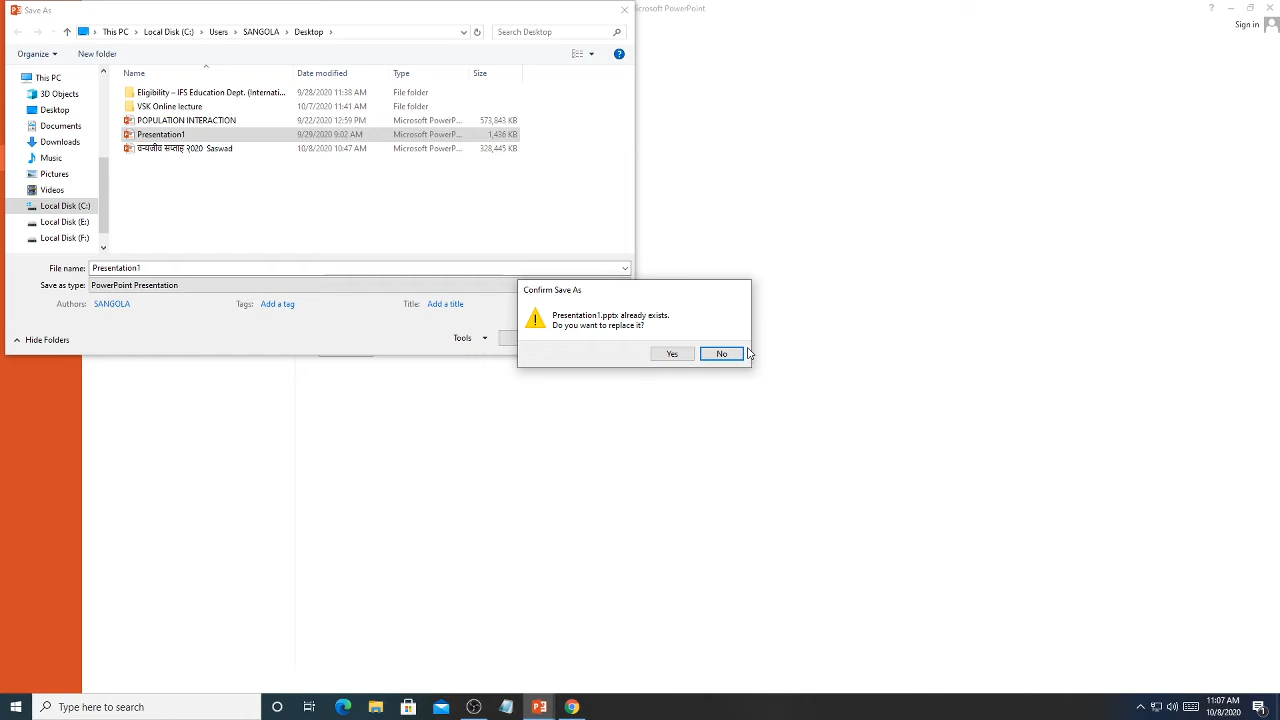 Save As
icrosoft PowerPoint
?
Sign in
This PC > Local Disk (C:) > Users > SANGOLA > Desktop >
Search Desktop
Organize
New folder
Name
Date modified
Type
Size
This PC
3D Objects
Desktop
Documents
Downloads
Music
Pictures
Videos
Local Disk (C:)
Local Disk (E:)
Local Disk (F:)
Eligibility – IFS Education Dept. (Internati... 9/28/2020 11:38 AM File folder
VSK Online lecture 10/7/2020 11:41 AM File folder
POPULATION INTERACTION 9/22/2020 12:59 PM Microsoft PowerP... 573,843 KB
Presentation1 9/29/2020 9:02 AM Microsoft PowerP... 1,436 KB
वन्यजीव सप्ताह २०२० Saswad 10/8/2020 10:47 AM Microsoft PowerP... 328,445 KB
File name: Presentation1
Save as type: PowerPoint Presentation
Authors: SANGOLA
Tags: Add a tag
Title: Add a title
Hide Folders
Tools
Confirm Save As
Presentation1.pptx already exists.
Do you want to replace it?
Yes
No
Type here to search
11:07 AM
10/8/2020